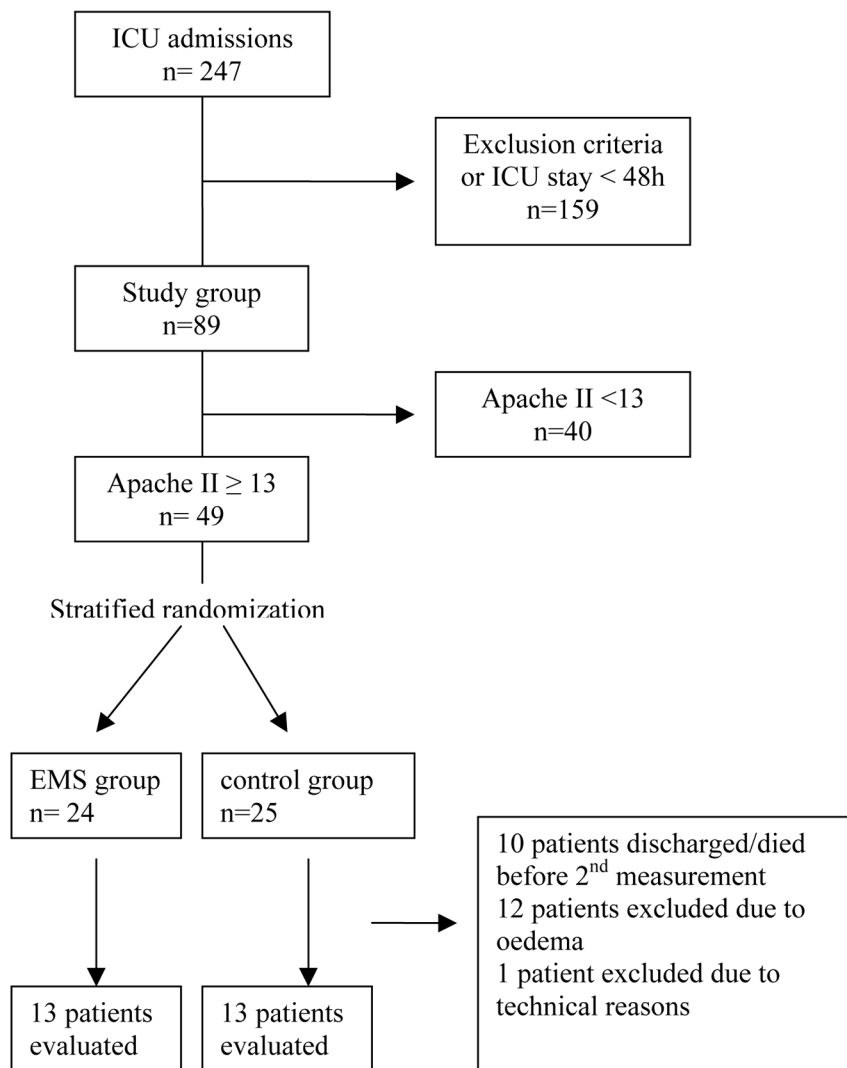 ICU admissions
n= 247
Exclusion criteria
or ICU stay < 48h
n=159
Study group
n=89
Apache II <13
n=40
Apache II ≥ 13
n= 49
Stratified randomization
EMS group
n= 24
control group
n=25
10 patients discharged/died
before 2nd measurement
12 patients excluded due to
oedema
1 patient excluded due to
technical reasons
13 patients
evaluated
13 patients
evaluated